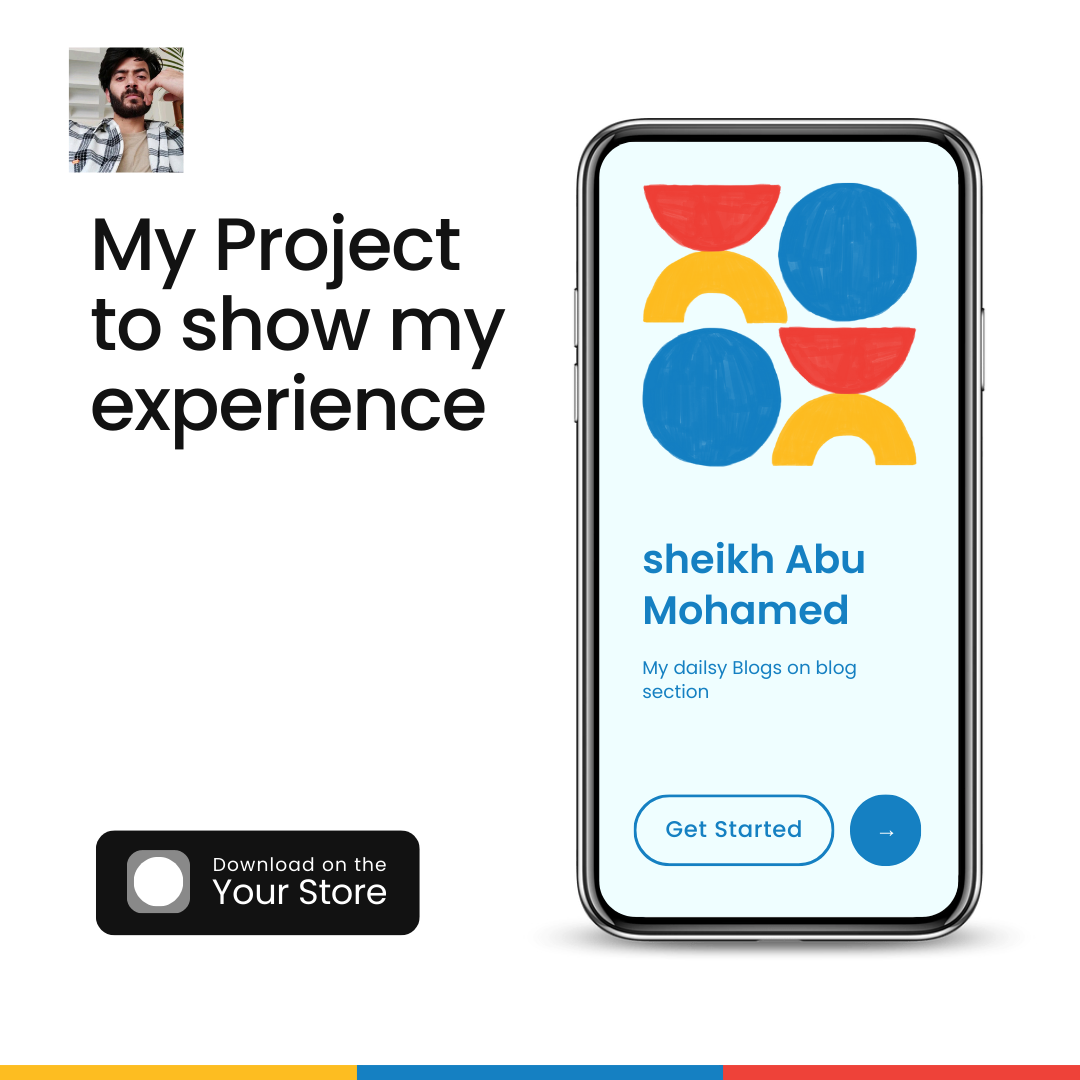 My Project
to show my
experience
sheikh Abu
Mohamed
My dailsy Blogs on blog
section
Get Started
→
Download on the
Your Store